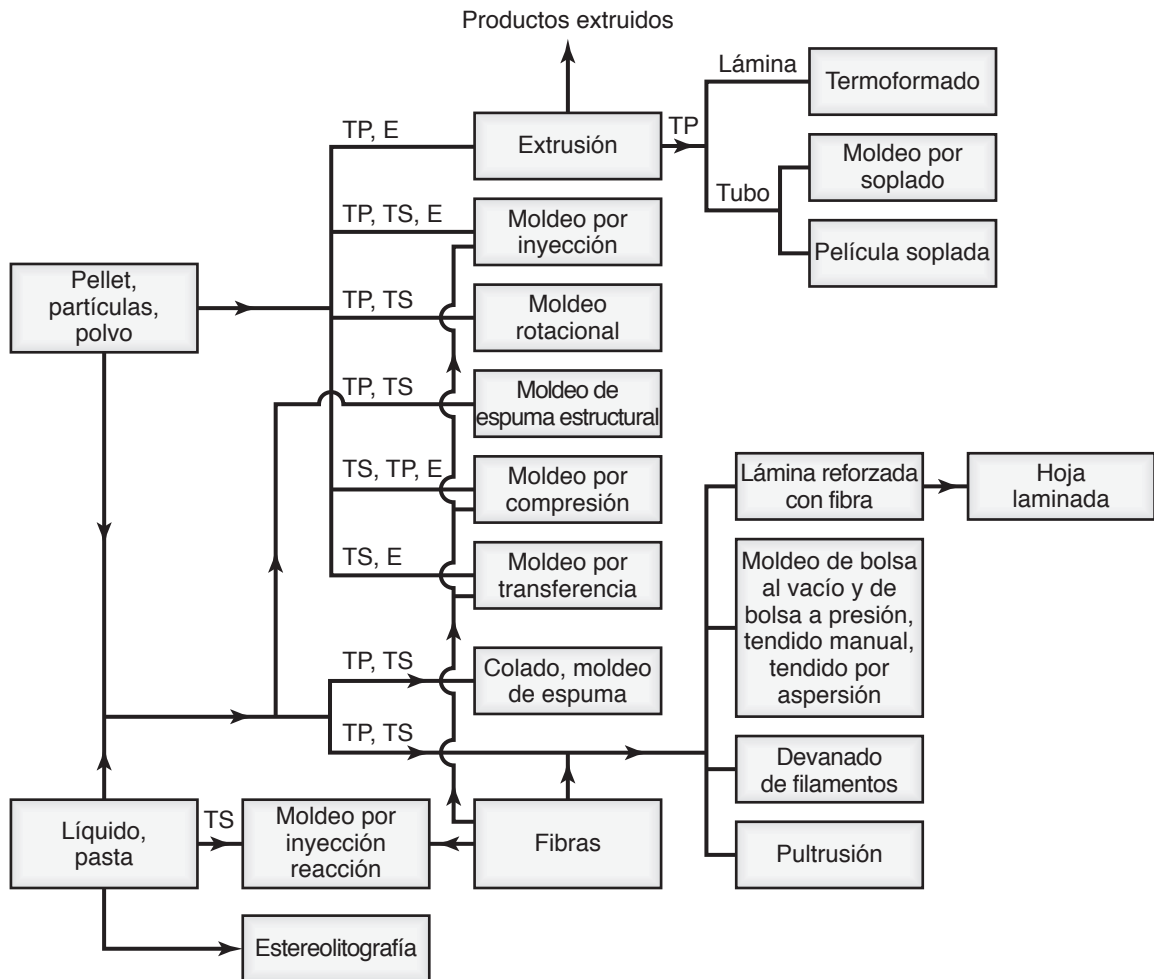 Productos extruidos
Lámina
Termoformado
TP
TP, E
Extrusión
Moldeo por
soplado
Tubo
TP, TS, E
Moldeo por
inyección
Película soplada
Pellet,
partículas,
polvo
TP, TS
Moldeo
rotacional
TP, TS
Moldeo de
espuma estructural
TS, TP, E
Moldeo por
compresión
Lámina reforzada
con fibra
Hoja
laminada
TS, E
Moldeo por
transferencia
Moldeo de bolsa
al vacío y de
bolsa a presión,
tendido manual,
tendido por
aspersión
TP, TS
Colado, moldeo
de espuma
TP, TS
Devanado
de filamentos
Líquido,
pasta
TS
Moldeo por
inyección
reacción
Fibras
Pultrusión
Estereolitografía